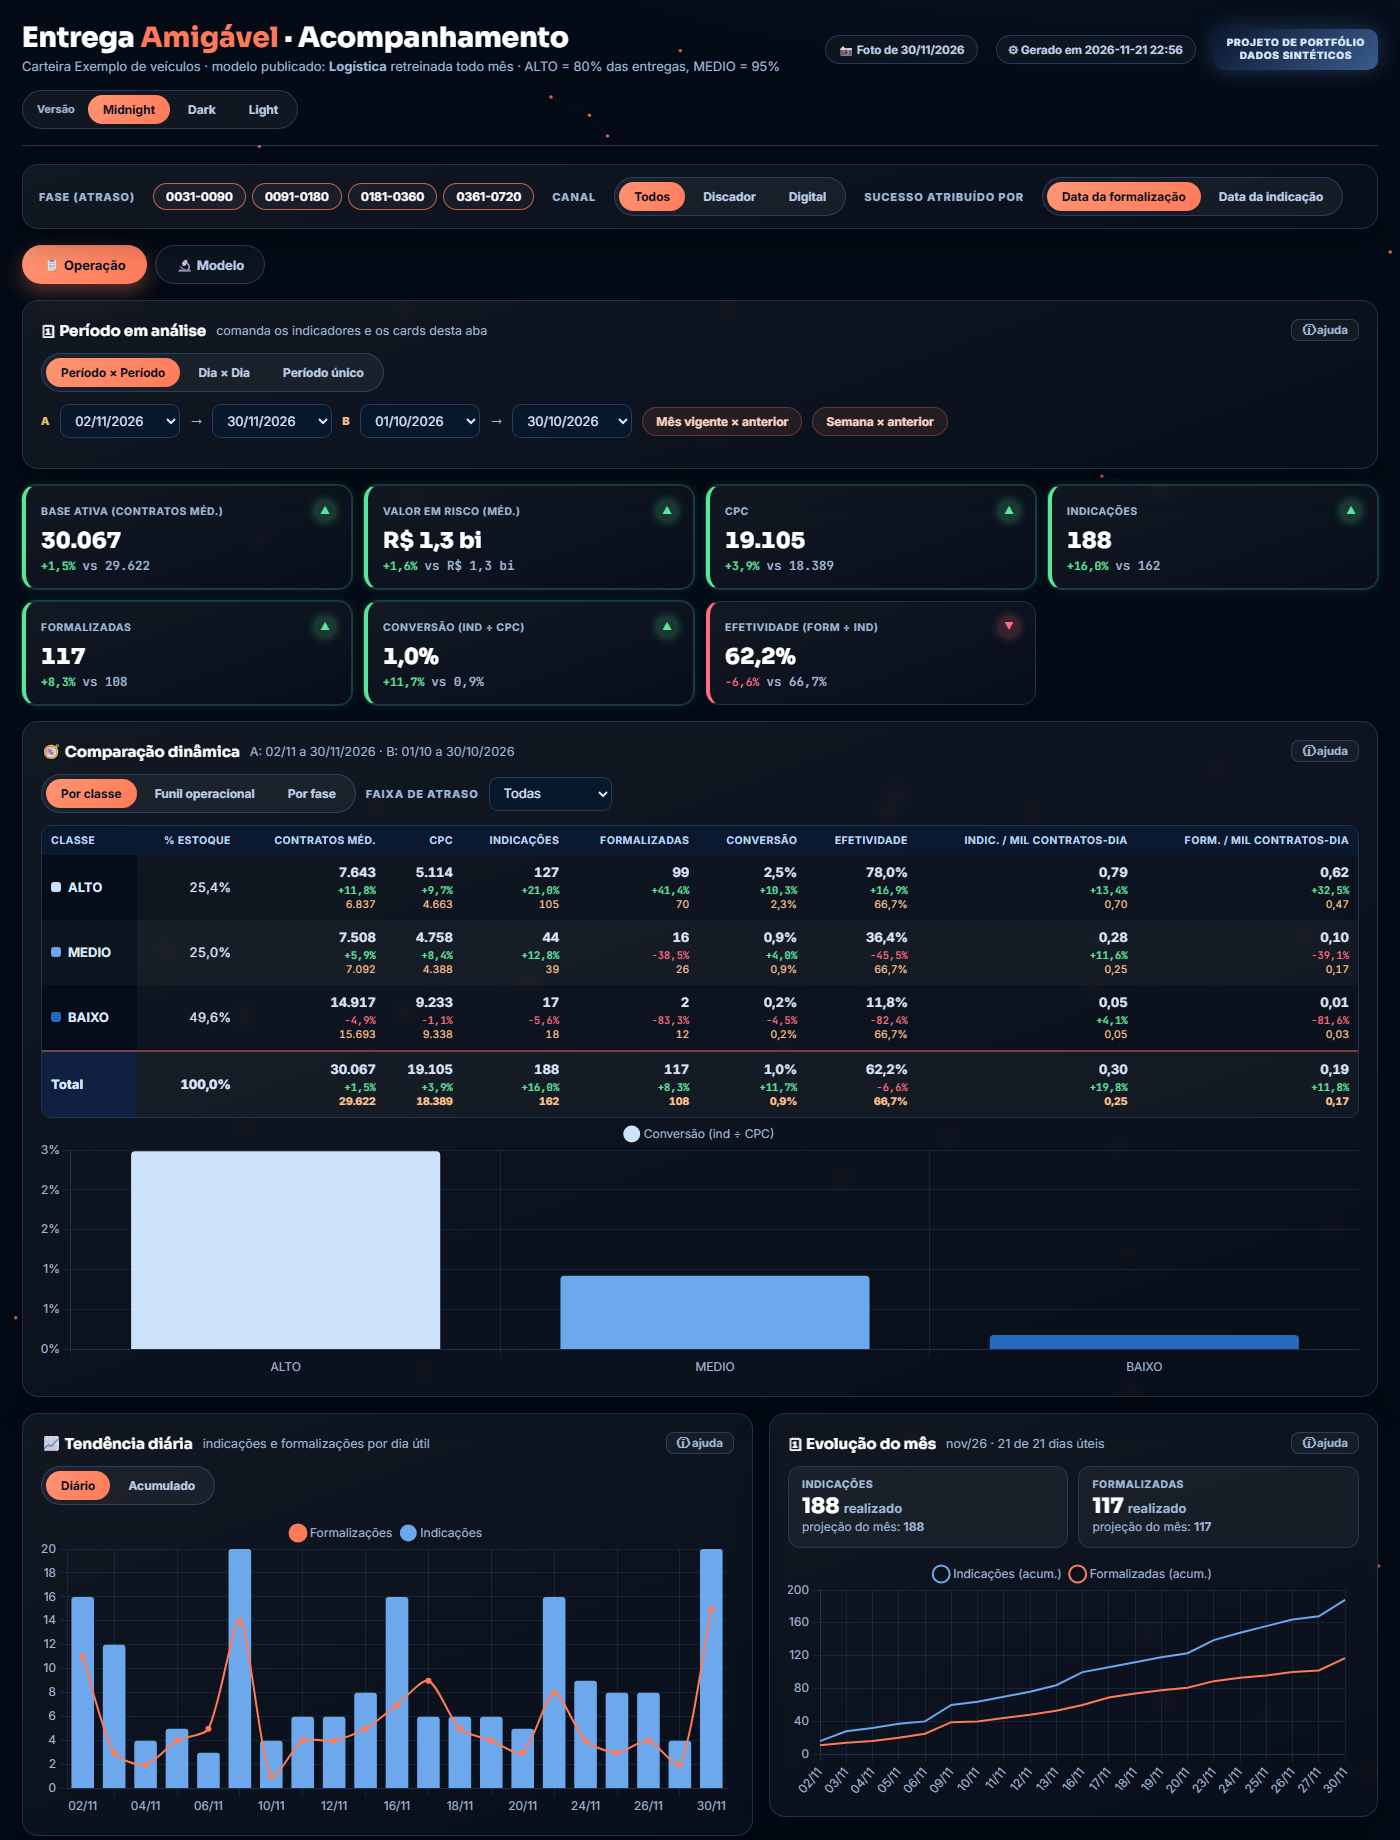 Entrega Amigável · Acompanhamento
Carteira Exemplo de veículos · modelo publicado: Logística retreinada todo mês · ALTO = 80% das entregas, MEDIO = 95%
Foto de 30/11/2026
Gerado em 2026-11-21 22:56
PROJETO DE PORTFÓLIO
DADOS SINTÉTICOS
Versão Midnight Dark Light
FASE (ATRASO) 0031-0090 0091-0180 0181-0360 0361-0720 CANAL Todos Discador Digital SUCESSO ATRIBUÍDO POR Data da formalização Data da indicação
Operação Modelo
Período em análise comanda os indicadores e os cards desta aba ajuda
Período × Período Dia × Dia Período único
A 02/11/2026 → 30/11/2026 B 01/10/2026 → 30/10/2026 Mês vigente × anterior Semana × anterior
BASE ATIVA (CONTRATOS MÉD.) ▲
30.067
+1,5% vs 29.622
VALOR EM RISCO (MÉD.) ▲
R$ 1,3 bi
+1,6% vs R$ 1,3 bi
CPC ▲
19.105
+3,9% vs 18.389
INDICAÇÕES ▲
188
+16,0% vs 162
FORMALIZADAS ▲
117
+8,3% vs 108
CONVERSÃO (IND ÷ CPC) ▲
1,0%
+11,7% vs 0,9%
EFETIVIDADE (FORM ÷ IND) ▼
62,2%
-6,6% vs 66,7%
Comparação dinâmica A: 02/11 a 30/11/2026 · B: 01/10 a 30/10/2026 ajuda
Por classe Funil operacional Por fase FAIXA DE ATRASO Todas
CLASSE % ESTOQUE CONTRATOS MÉD. CPC INDICAÇÕES FORMALIZADAS CONVERSÃO EFETIVIDADE INDIC. / MIL CONTRATOS-DIA FORM. / MIL CONTRATOS-DIA
7.643 5.114 127 99 2,5% 78,0% 0,79 0,62
ALTO 25,4% +11,8% +9,7% +21,0% +41,4% +10,3% +16,9% +13,4% +32,5%
6.837 4.663 105 70 2,3% 66,7% 0,70 0,47
7.508 4.758 44 16 0,9% 36,4% 0,28 0,10
MEDIO 25,0% +5,9% +8,4% +12,8% -38,5% +4,0% -45,5% +11,6% -39,1%
7.092 4.388 39 26 0,9% 66,7% 0,25 0,17
14.917 9.233 17 2 0,2% 11,8% 0,05 0,01
BAIXO 49,6% -4,9% -1,1% -5,6% -83,3% -4,5% -82,4% +4,1% -81,6%
15.693 9.338 18 12 0,2% 66,7% 0,05 0,03
30.067 19.105 188 117 1,0% 62,2% 0,30 0,19
Total 100,0% +1,5% +3,9% +16,0% +8,3% +11,7% -6,6% +19,8% +11,8%
29.622 18.389 162 108 0,9% 66,7% 0,25 0,17
Conversão (ind ÷ CPC)
3%
2%
2%
1%
1%
0%
ALTO MEDIO BAIXO
Tendência diária indicações e formalizações por dia útil ajuda
Diário Acumulado
Formalizações Indicações
20
18
16
14
12
10
8
6
4
2
0
02/11 04/11 06/11 10/11 12/11 16/11 18/11 20/11 24/11 26/11 30/11
Evolução do mês nov/26 · 21 de 21 dias úteis ajuda
INDICAÇÕES
188 realizado
projeção do mês: 188
FORMALIZADAS
117 realizado
projeção do mês: 117
Indicações (acum.) Formalizadas (acum.)
200
160
120
80
40
0
02/11 03/11 04/11 05/11 06/11 09/11 10/11 11/11 12/11 13/11 16/11 17/11 18/11 19/11 20/11 23/11 24/11 25/11 26/11 27/11 30/11